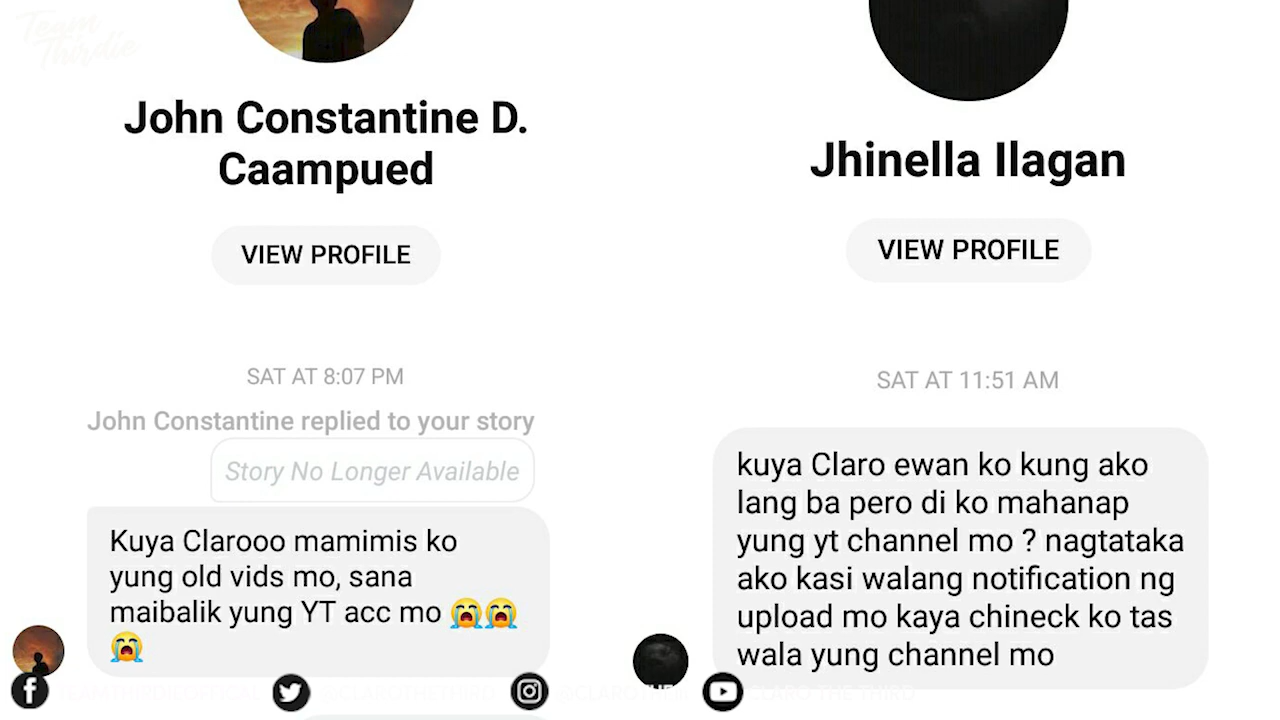 Team
Thirdie
John Constantine D.
Caampued
VIEW PROFILE
SAT AT 8:07 PM
John Constantine replied to your story
Story No Longer Available
Kuya Clarooo mamimis ko
yung old vids mo, sana
maibalik yung YT acc mo 😭😭
😭
Jhinella Ilagan
VIEW PROFILE
SAT AT 11:51 AM
kuya Claro ewan ko kung ako
lang ba pero di ko mahanap
yung yt channel mo ? nagtataka
ako kasi walang notification ng
upload mo kaya chineck ko tas
wala yung channel mo